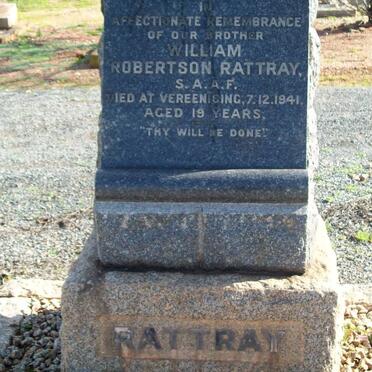 IN
AFFECTIONATE REMEMBRANCE
OF OUR BROTHER
WILLIAM
ROBERTSON RATTRAY,
S.A.A.F.
DIED AT VEREENIGING, 7.12.1941,
AGED 19 YEARS.
"THY WILL BE DONE."
RATTRAY